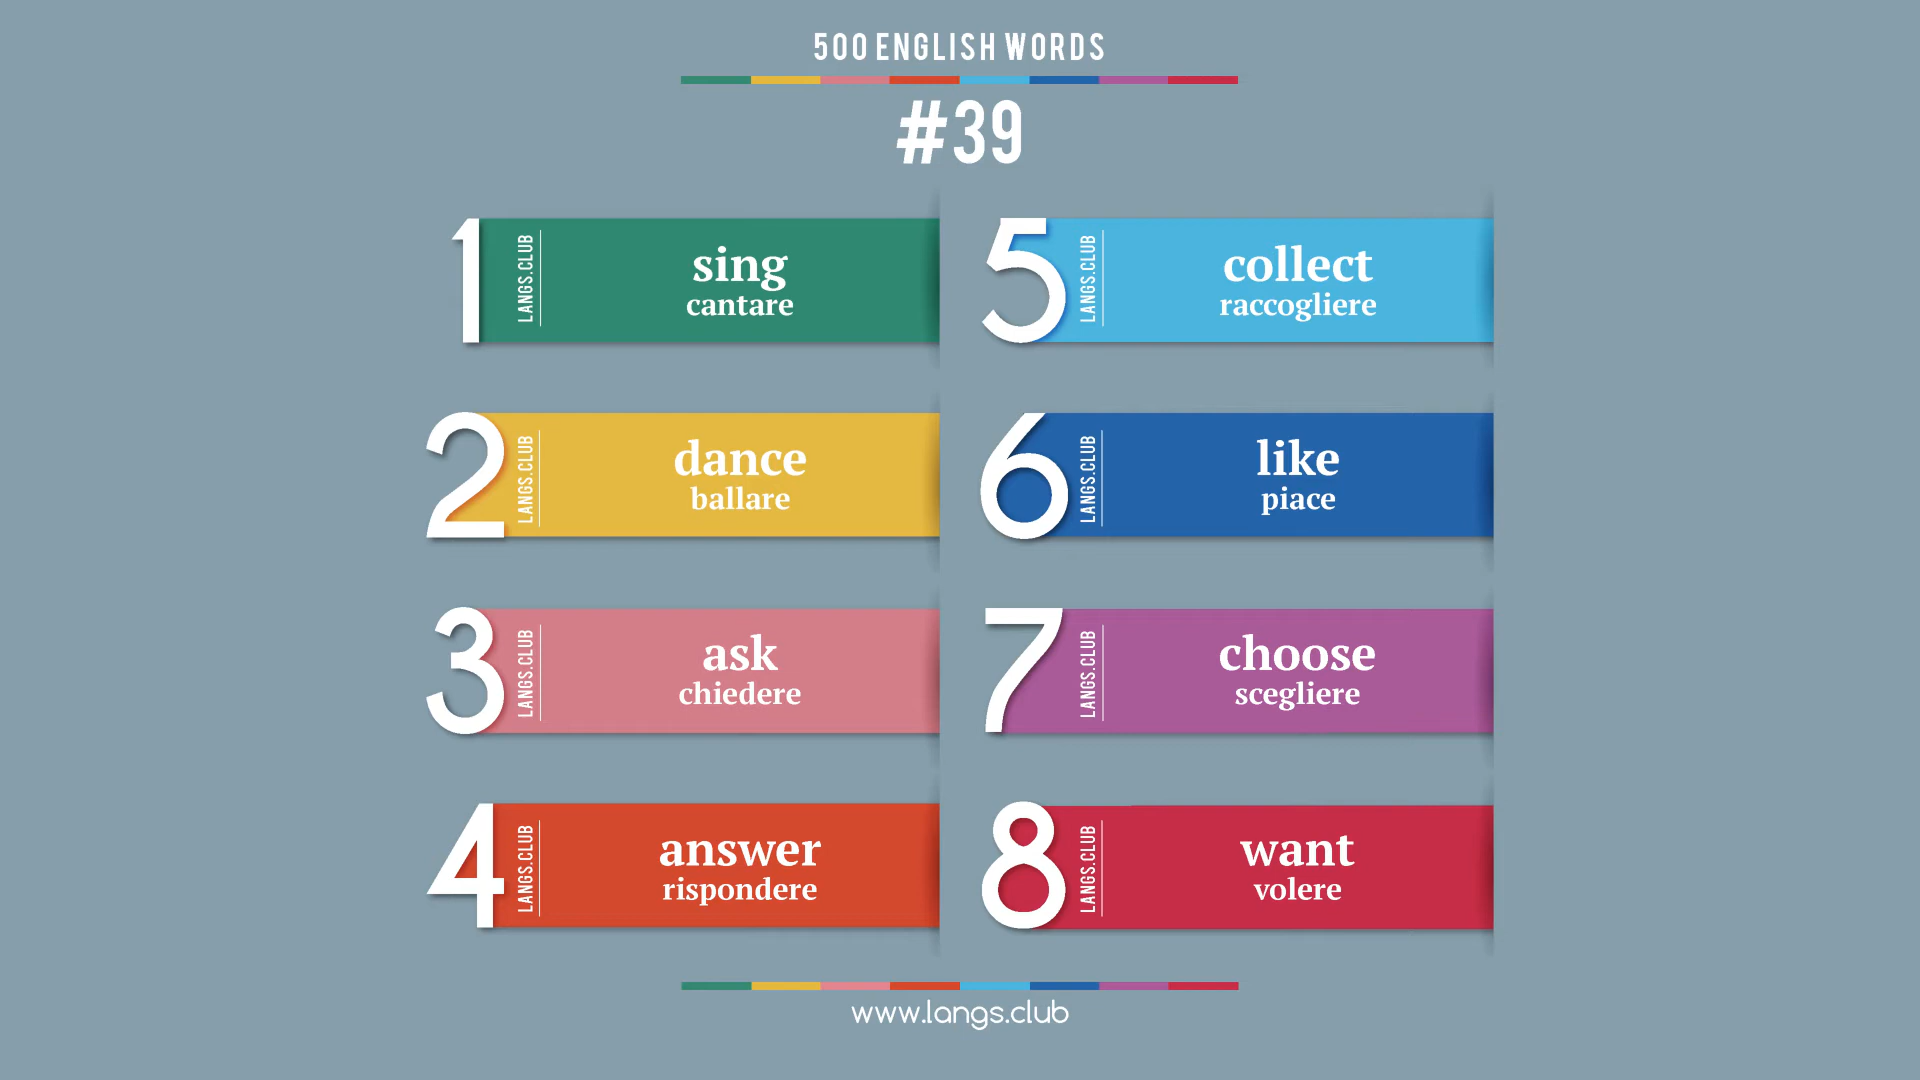 500 ENGLISH WORDS
#39
1
LANGS.CLUB
sing
cantare
2
LANGS.CLUB
dance
ballare
3
LANGS.CLUB
ask
chiedere
4
LANGS.CLUB
answer
rispondere
5
LANGS.CLUB
collect
raccogliere
6
LANGS.CLUB
like
piace
7
LANGS.CLUB
choose
scegliere
8
LANGS.CLUB
want
volere
www.langs.club